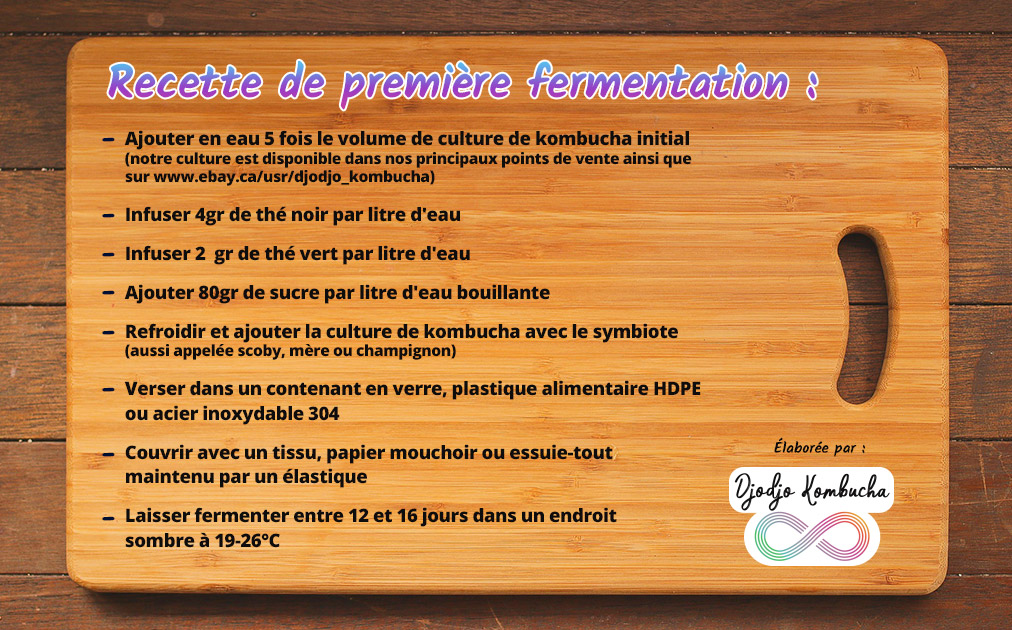 Recette de première fermentation :
– Ajouter en eau 5 fois le volume de culture de kombucha initial
(notre culture est disponible dans nos principaux points de vente ainsi que
sur www.ebay.ca/usr/djodjo_kombucha)
– Infuser 4gr de thé noir par litre d'eau
– Infuser 2  gr de thé vert par litre d'eau
– Ajouter 80gr de sucre par litre d'eau bouillante
– Refroidir et ajouter la culture de kombucha avec le symbiote
(aussi appelée scoby, mère ou champignon)
– Verser dans un contenant en verre, plastique alimentaire HDPE
ou acier inoxydable 304
– Couvrir avec un tissu, papier mouchoir ou essuie-tout
maintenu par un élastique
– Laisser fermenter entre 12 et 16 jours dans un endroit
sombre à 19-26°C
Élaborée par :
Djodjo Kombucha